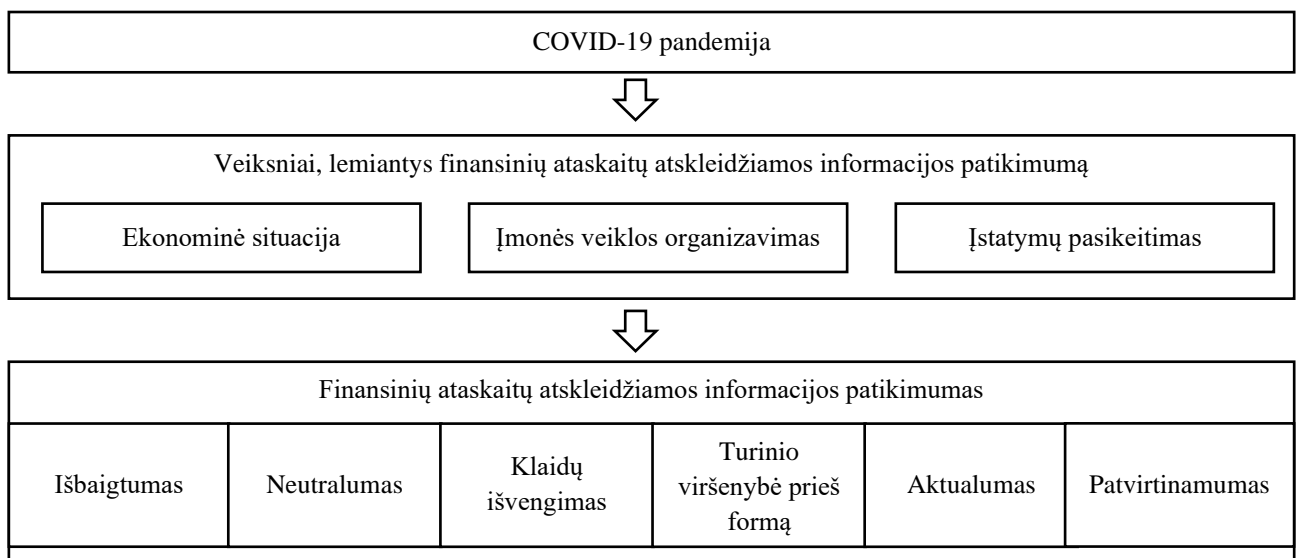 COVID-19 pandemija
Veiksniai, lemiantys finansinių ataskaitų atskleidžiamos informacijos patikimumą
Ekonominė situacija
Įmonės veiklos organizavimas
Įstatymų pasikeitimas
Finansinių ataskaitų atskleidžiamos informacijos patikimumas
Išbaigtumas
Neutralumas
Klaidų
išvengimas
Turinio
viršenybė prieš
formą
Aktualumas
Patvirtinamumas